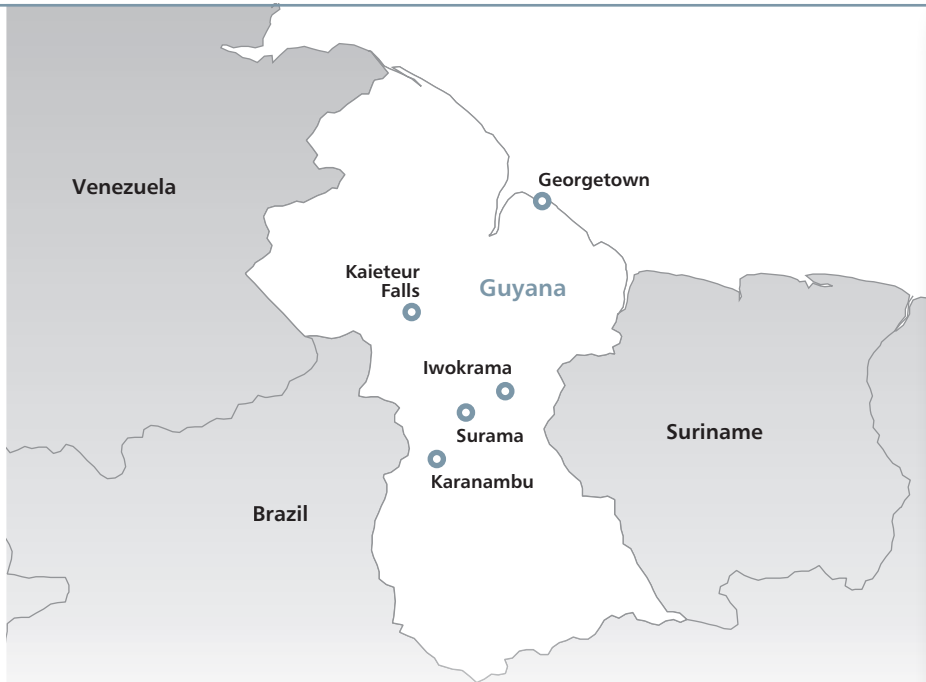 Venezuela
Georgetown
Kaieteur
Falls
Guyana
Iwokrama
Surama
Suriname
Karanambu
Brazil